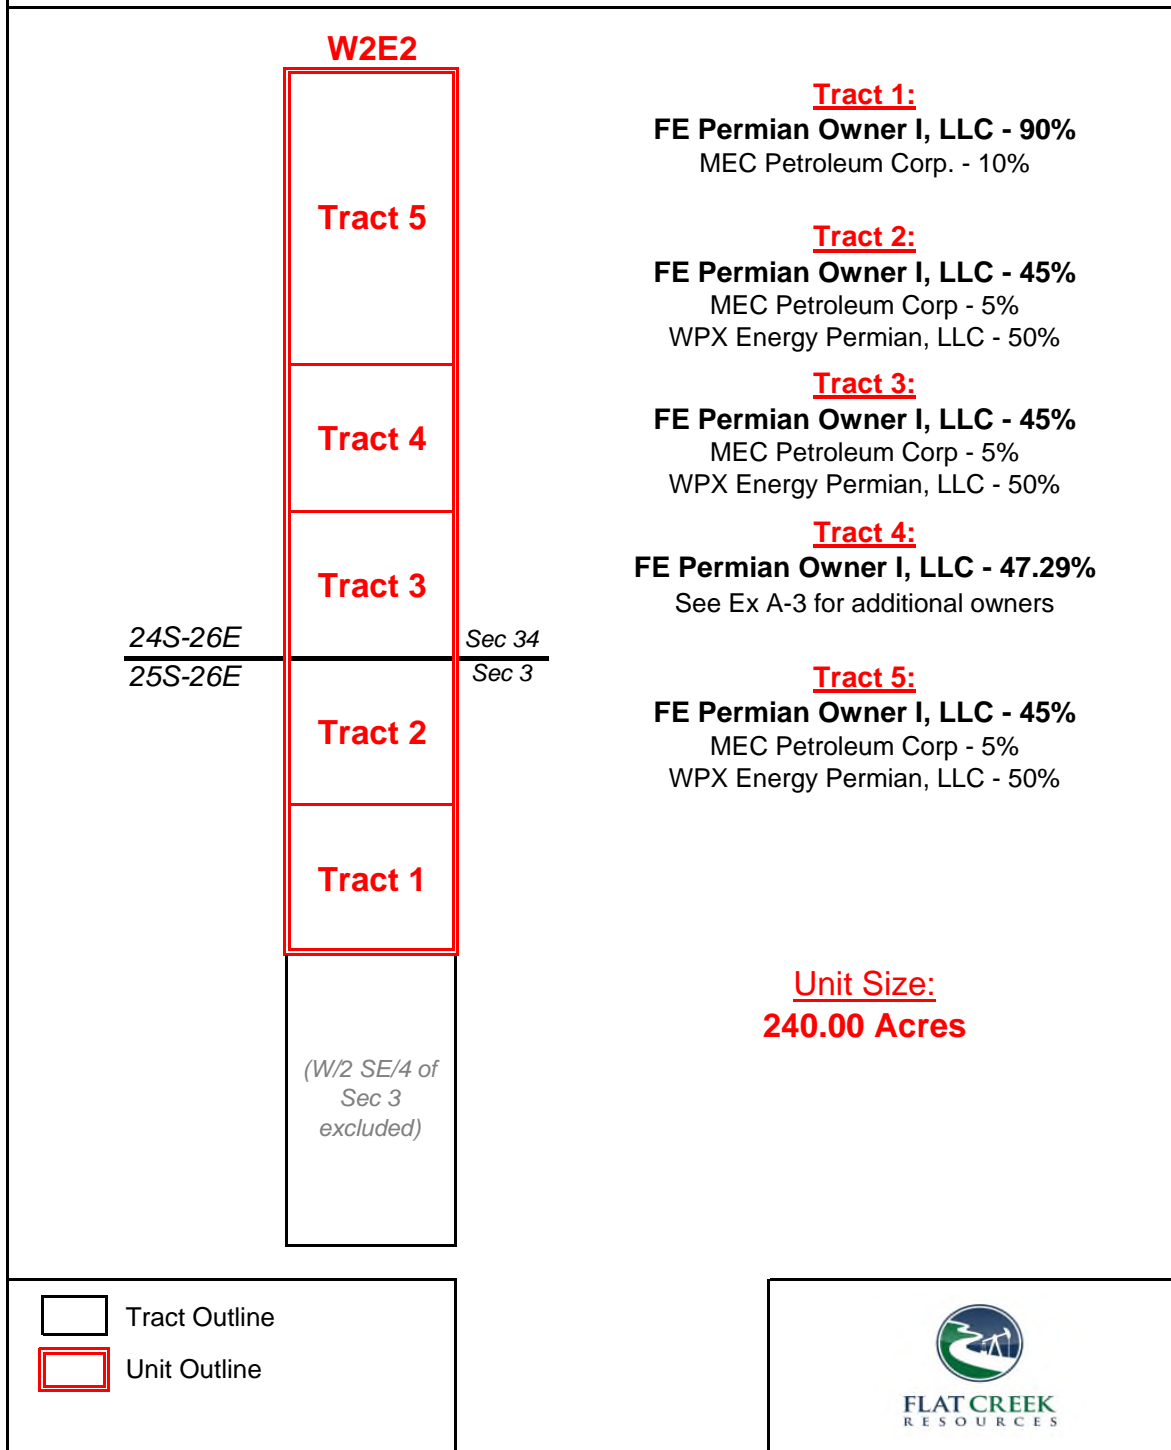 W2E2
Tract 5
Tract 4
Tract 3
24S-26E
Sec 34
25S-26E
Sec 3
Tract 2
Tract 1
(W/2 SE/4 of
Sec 3
excluded)
Tract 1:
FE Permian Owner I, LLC - 90%
MEC Petroleum Corp. - 10%
Tract 2:
FE Permian Owner I, LLC - 45%
MEC Petroleum Corp - 5%
WPX Energy Permian, LLC - 50%
Tract 3:
FE Permian Owner I, LLC - 45%
MEC Petroleum Corp - 5%
WPX Energy Permian, LLC - 50%
Tract 4:
FE Permian Owner I, LLC - 47.29%
See Ex A-3 for additional owners
Tract 5:
FE Permian Owner I, LLC - 45%
MEC Petroleum Corp - 5%
WPX Energy Permian, LLC - 50%
Unit Size:
240.00 Acres
Tract Outline
Unit Outline
FLAT CREEK
RESOURCES